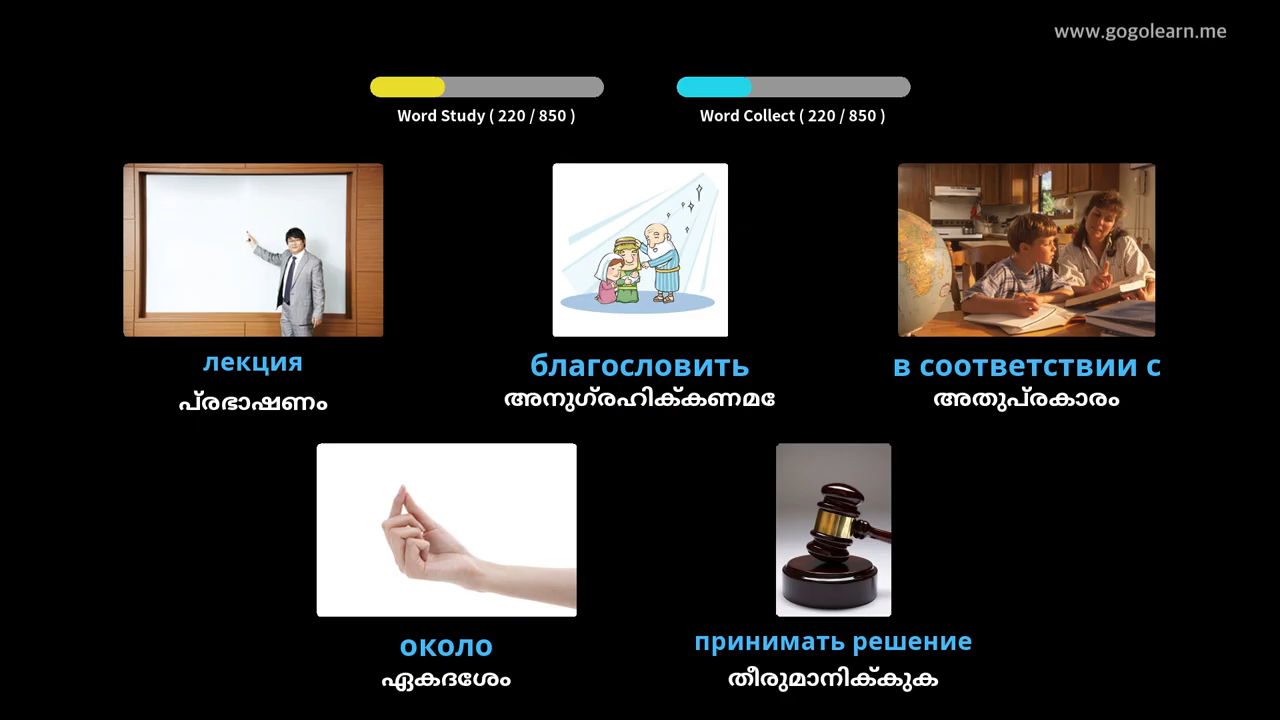 www.gogolearn.me
Word Study ( 220 / 850 )
Word Collect ( 220 / 850 )
лекция
പ്രഭാഷണം
благословить
അനുഗ്രഹിക്കണമേ
в соответствии с
അതുപ്രകാരം
около
ഏകദേശം
принимать решение
തീരുമാനിക്കുക